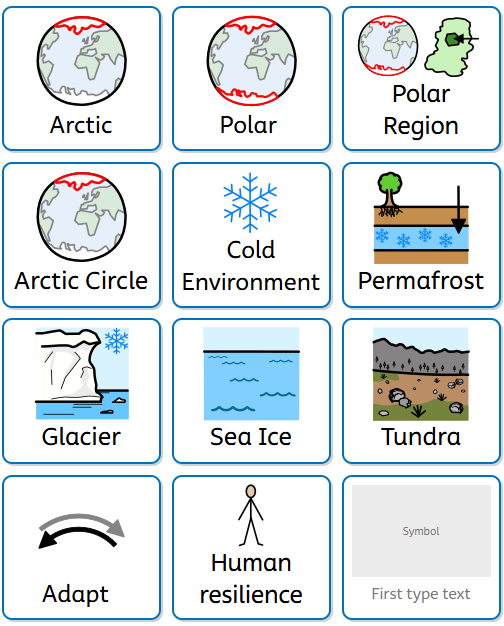 Arctic
Polar
Polar
Region
Arctic Circle
Cold
Environment
Permafrost
Glacier
Sea Ice
Tundra
Adapt
Human
resilience
Symbol
First type text